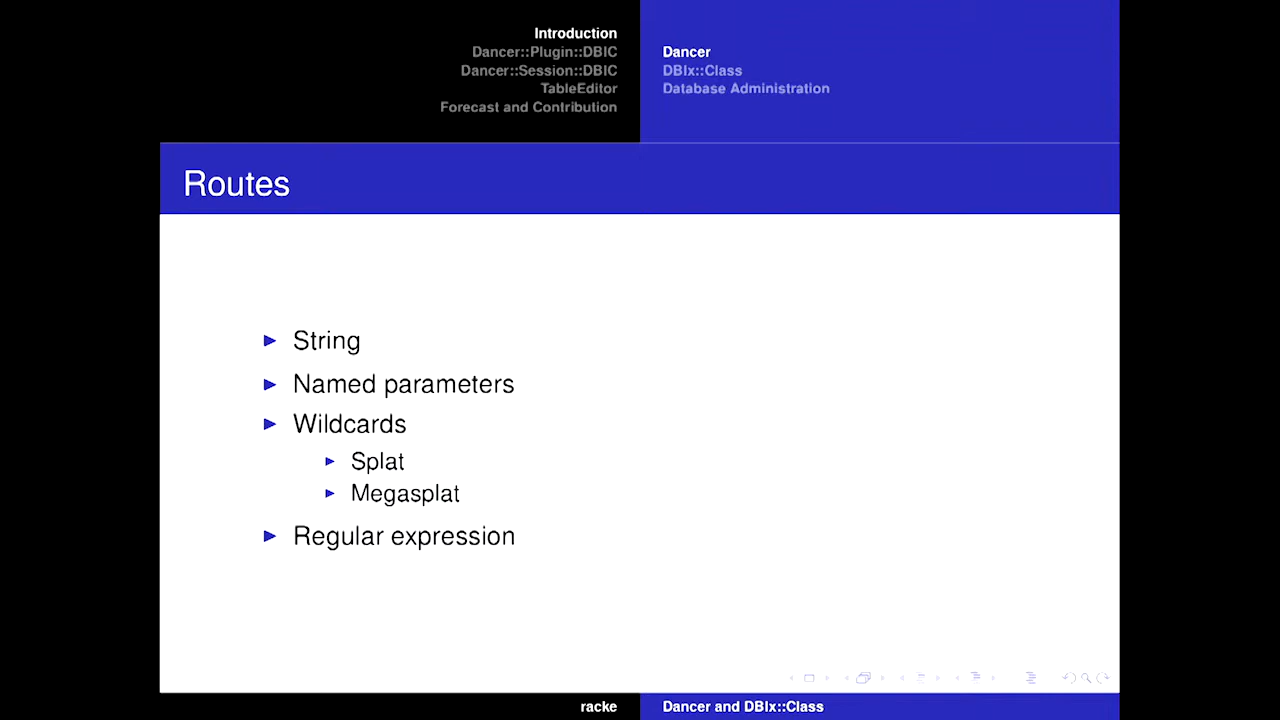 Introduction
Dancer::Plugin::DBIC
Dancer::Session::DBIC
TableEditor
Forecast and Contribution
Dancer
DBIx::Class
Database Administration
Routes
String
Named parameters
Wildcards
Splat
Megasplat
Regular expression
racke
Dancer and DBIx::Class